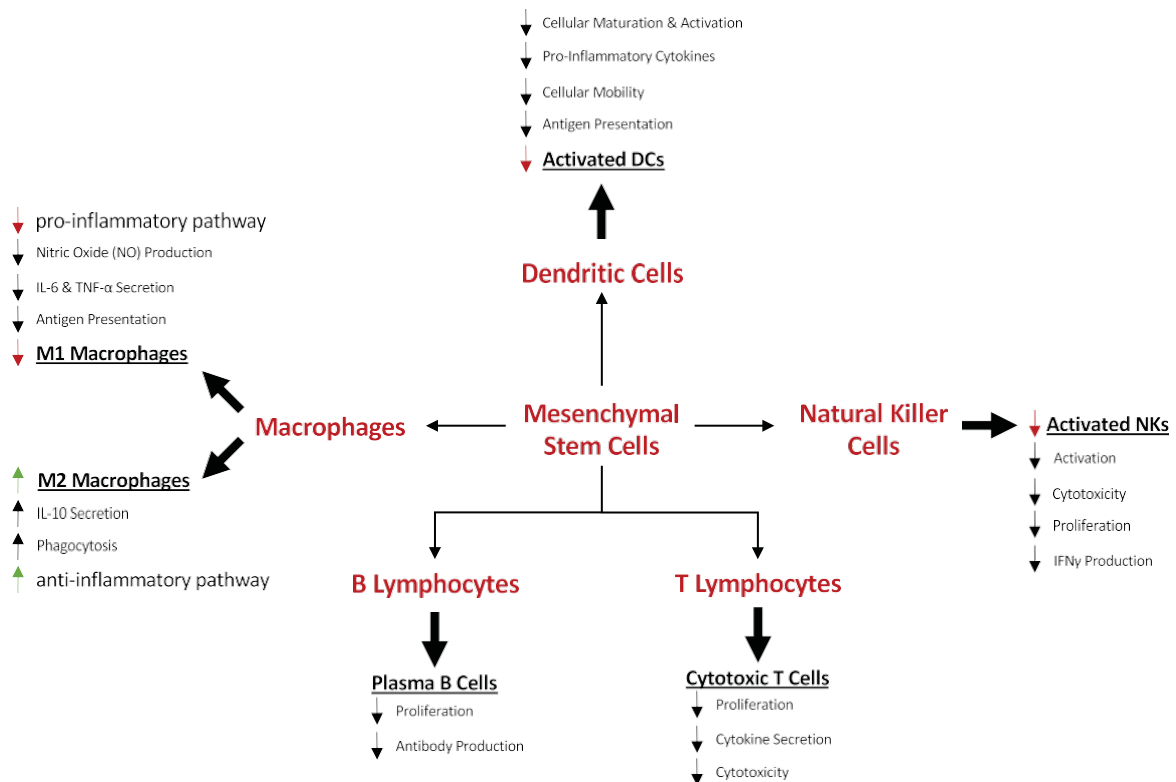 Cellular Maturation & Activation
Pro-Inflammatory Cytokines
Cellular Mobility
Antigen Presentation
Activated DCs
Dendritic Cells
pro-inflammatory pathway
Nitric Oxide (NO) Production
IL-6 & TNF-α Secretion
Antigen Presentation
M1 Macrophages
Macrophages
M2 Macrophages
IL-10 Secretion
Phagocytosis
anti-inflammatory pathway
Mesenchymal
Stem Cells
Natural Killer
Cells
Activated NKs
Activation
Cytotoxicity
Proliferation
IFNγ Production
B Lymphocytes
Plasma B Cells
Proliferation
Antibody Production
T Lymphocytes
Cytotoxic T Cells
Proliferation
Cytokine Secretion
Cytotoxicity